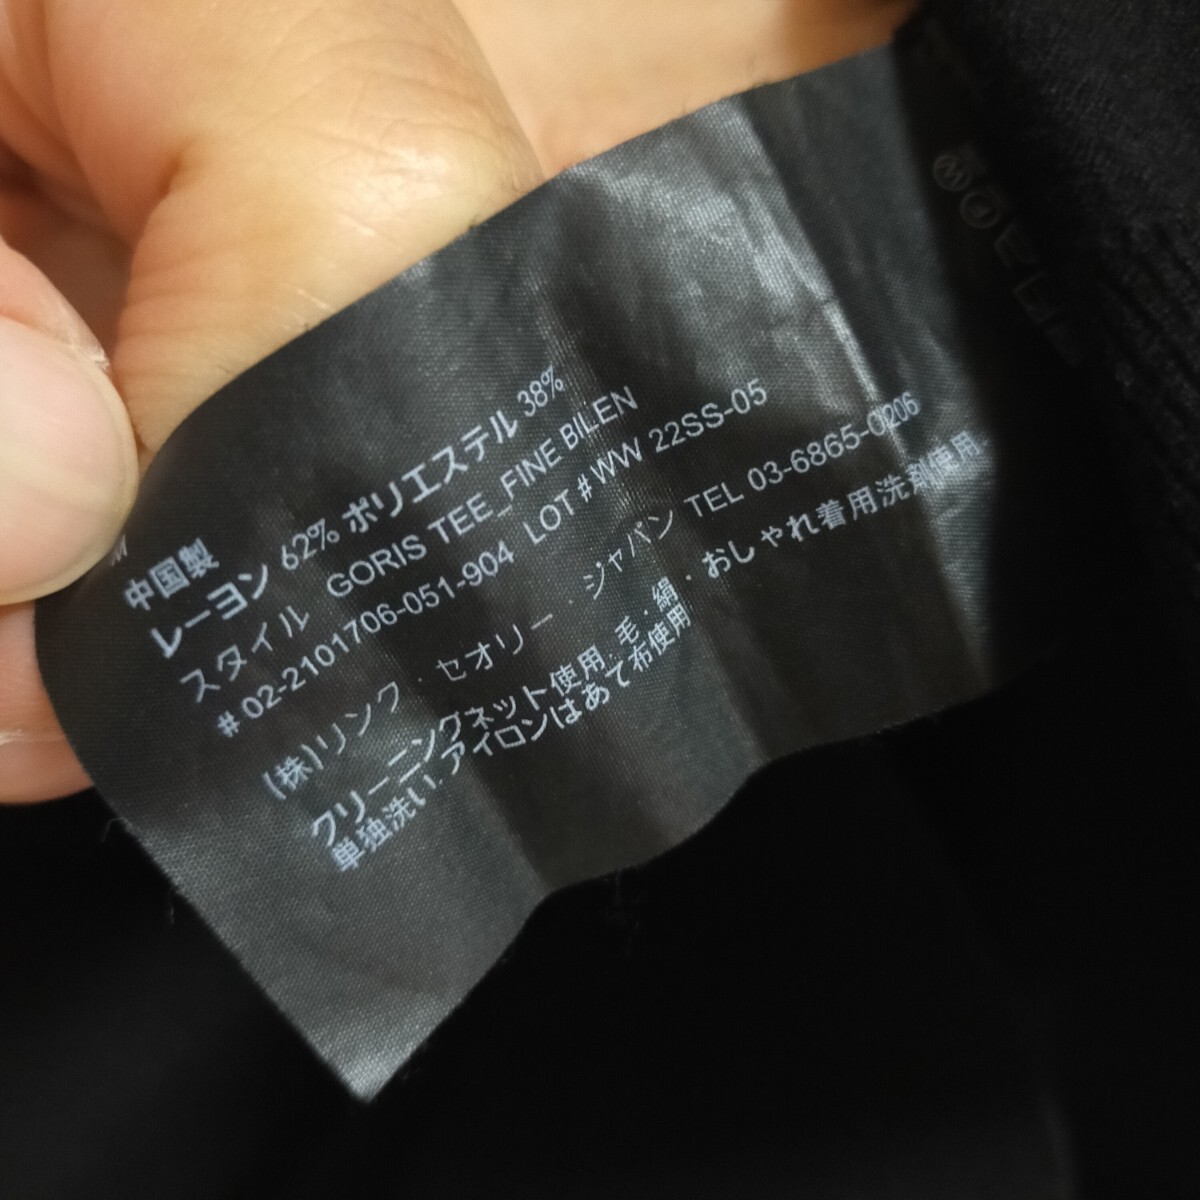 M
中国製
レーヨン 62% ポリエステル 38%
スタイル GORIS TEE_FINE BILEN
# 02-2101706-051-904 LOT#WW 22SS-05
(株)リンク・セオリー・ジャパン TEL 03-6865-0206
クリーニングネット使用.毛・絹・おしゃれ着用洗剤使用.
単独洗い.アイロンはあて布使用